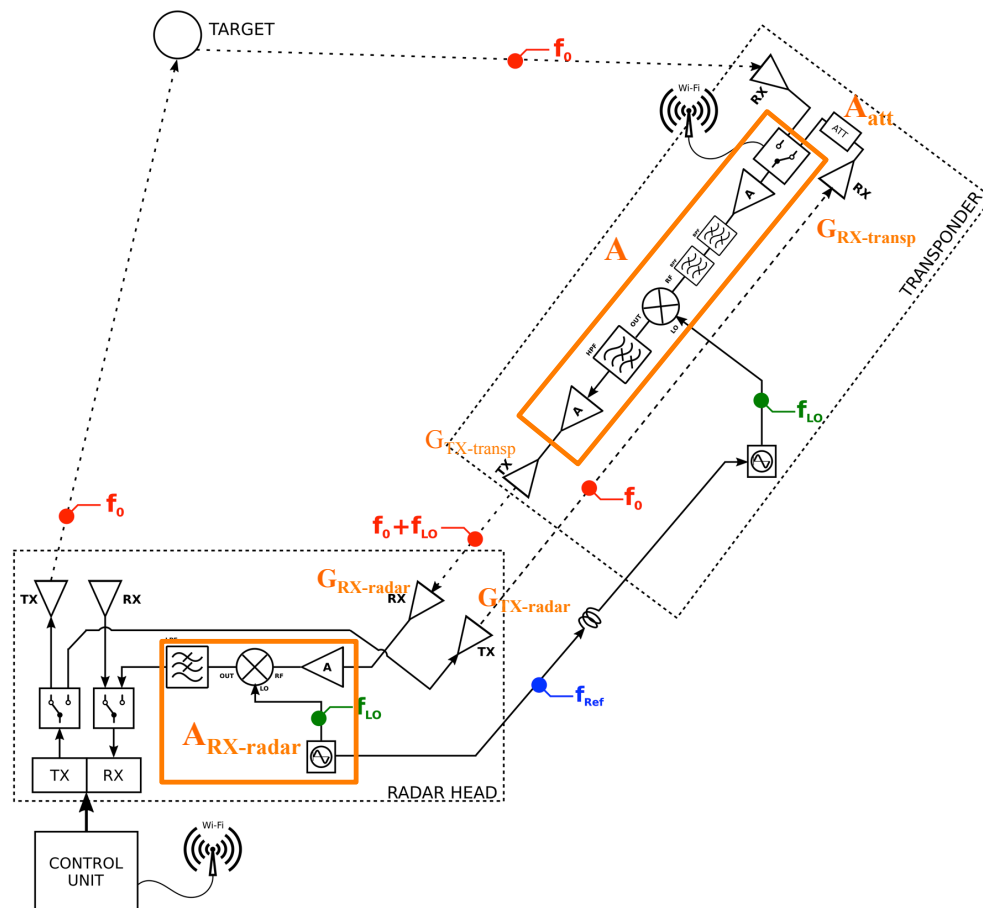 TARGET
f0
RX
Wi-Fi
Aatt
ATT
RX
A
GRX-transp
TRANSPONDER
A
BPF
BPF
RF
OUT
LO
HPF
fLO
A
GTX-transp
TX
f0
f0
f0+fLO
GRX-radar
RX
GTX-radar
TX
TX
RX
A
OUT
RF
LO
fLO
ARX-radar
fRef
TX
RX
RADAR HEAD
Wi-Fi
CONTROL
UNIT